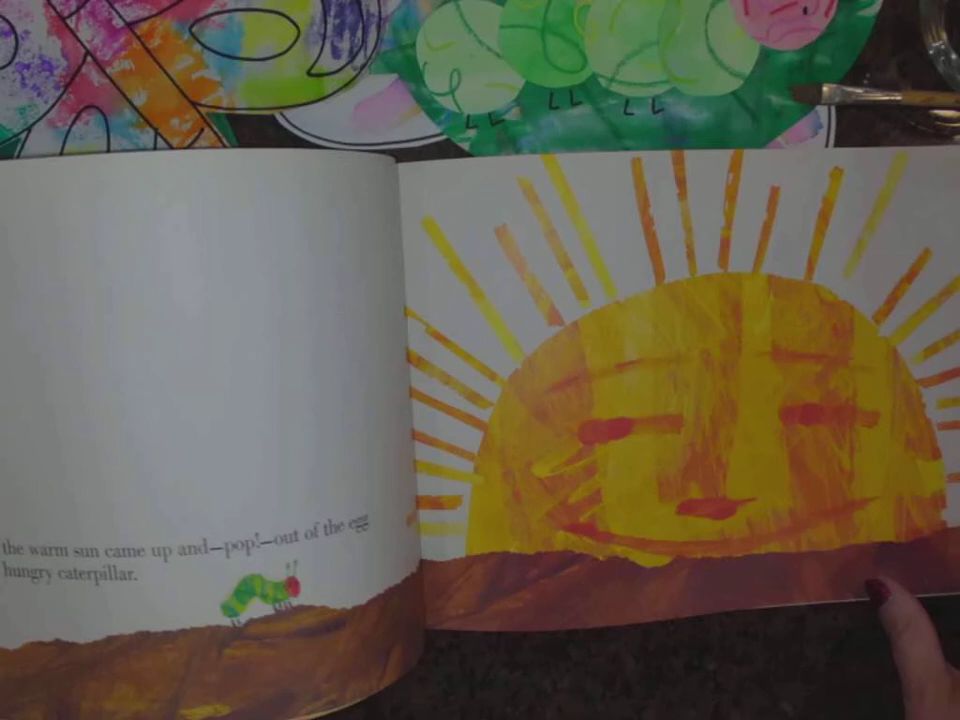 the warm sun came up and—pop!—out of the egg
hungry caterpillar.